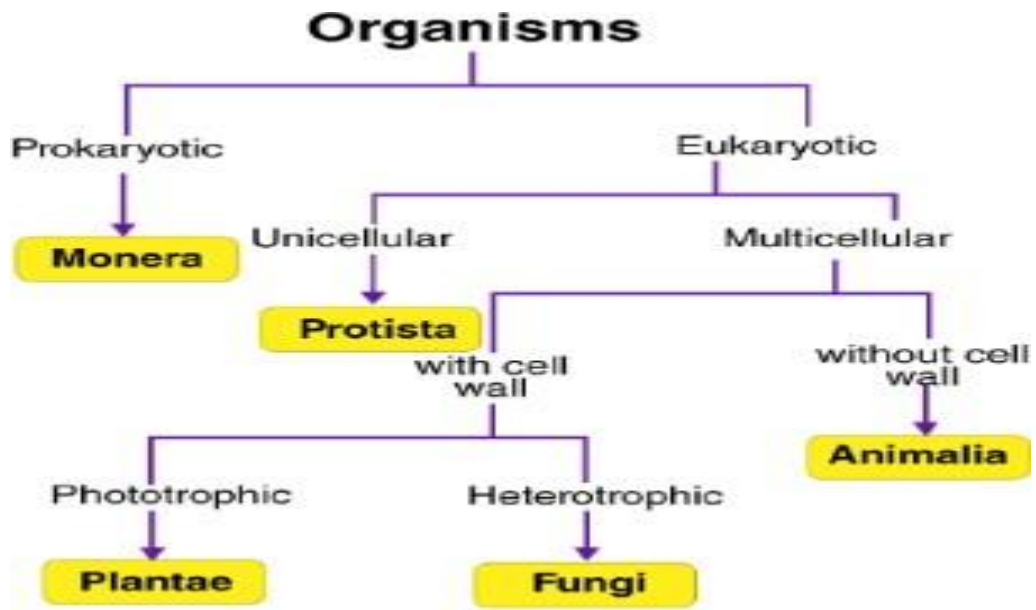 Organisms
Prokaryotic
Eukaryotic
Unicellular
Multicellular
Monera
Protista
with cell
wall
without cell
wall
Animalia
Phototrophic
Heterotrophic
Plantae
Fungi